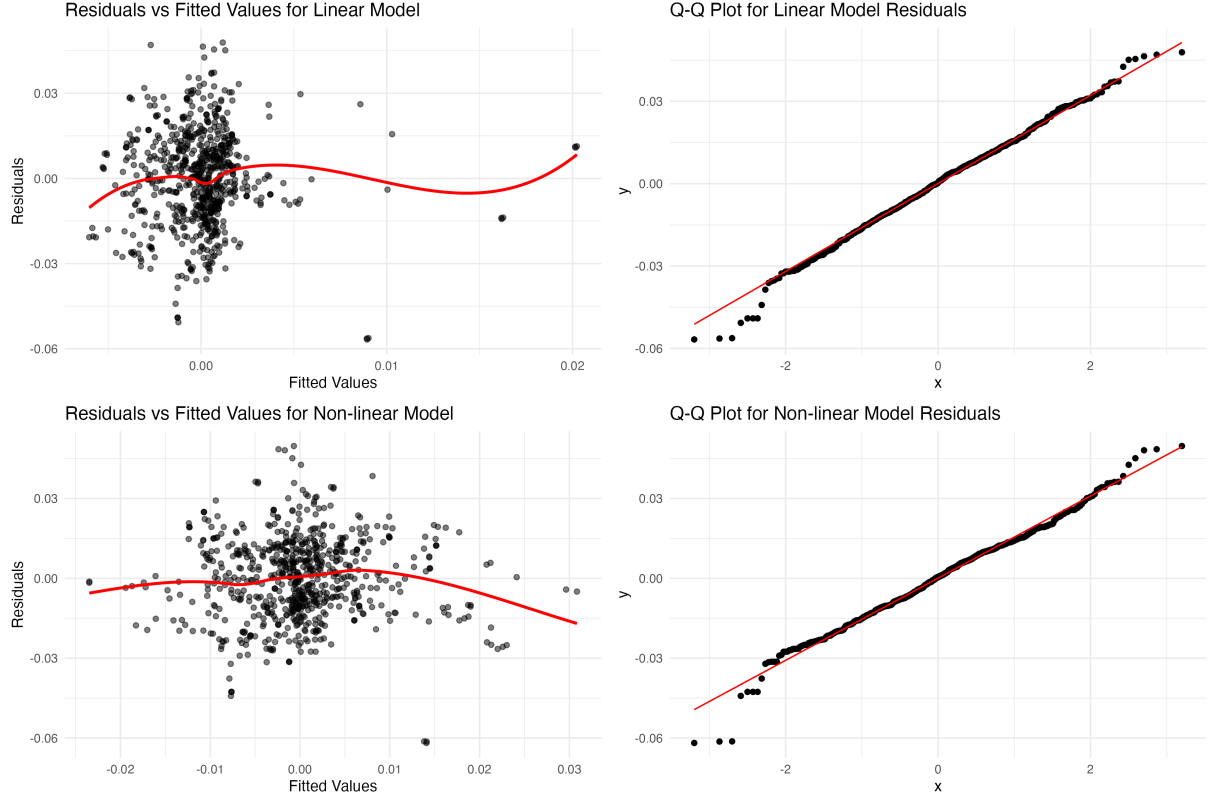 Residuals vs Fitted Values for Linear Model
Residuals
0.03
0.00
-0.03
-0.06
0.00 0.01 0.02
Fitted Values
Q-Q Plot for Linear Model Residuals
y
0.03
0.00
-0.03
-0.06
-2 0 2
x
Residuals vs Fitted Values for Non-linear Model
Residuals
0.03
0.00
-0.03
-0.06
-0.02 -0.01 0.00 0.01 0.02 0.03
Fitted Values
Q-Q Plot for Non-linear Model Residuals
y
0.03
0.00
-0.03
-0.06
-2 0 2
x